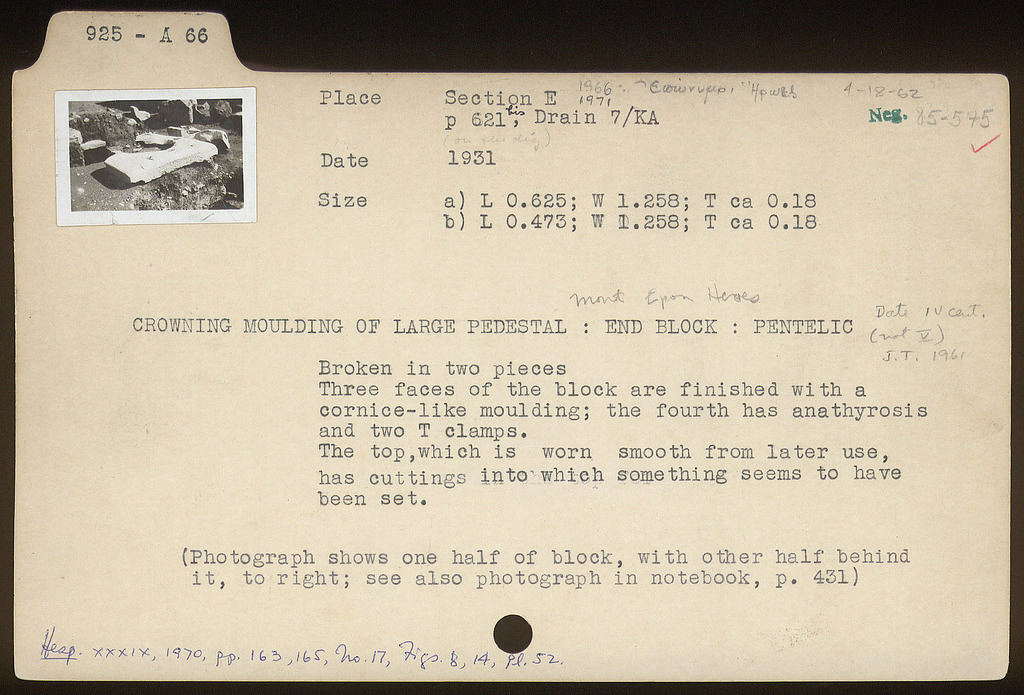 925 - A 66
Place Section E 1966: Ἐπώνυμοι Ἥρωες 4-18-62
1971
p 621bis, Drain 7/KA Neg. 85-575
Date 1931
Size a) L 0.625; W 1.258; T ca 0.18
b) L 0.473; W 1.258; T ca 0.18
Mont Epon Heroes
CROWNING MOULDING OF LARGE PEDESTAL : END BLOCK : PENTELIC
Date IV cent.
(not V)
J.T. 1961
Broken in two pieces
Three faces of the block are finished with a
cornice-like moulding; the fourth has anathyrosis
and two T clamps.
The top,which is worn smooth from later use,
has cuttings into which something seems to have
been set.
(Photograph shows one half of block, with other half behind
it, to right; see also photograph in notebook, p. 431)
Hesp. XXXIX, 1970, pp. 163, 165, No. 17, Figs. 8, 14, pl. 52.